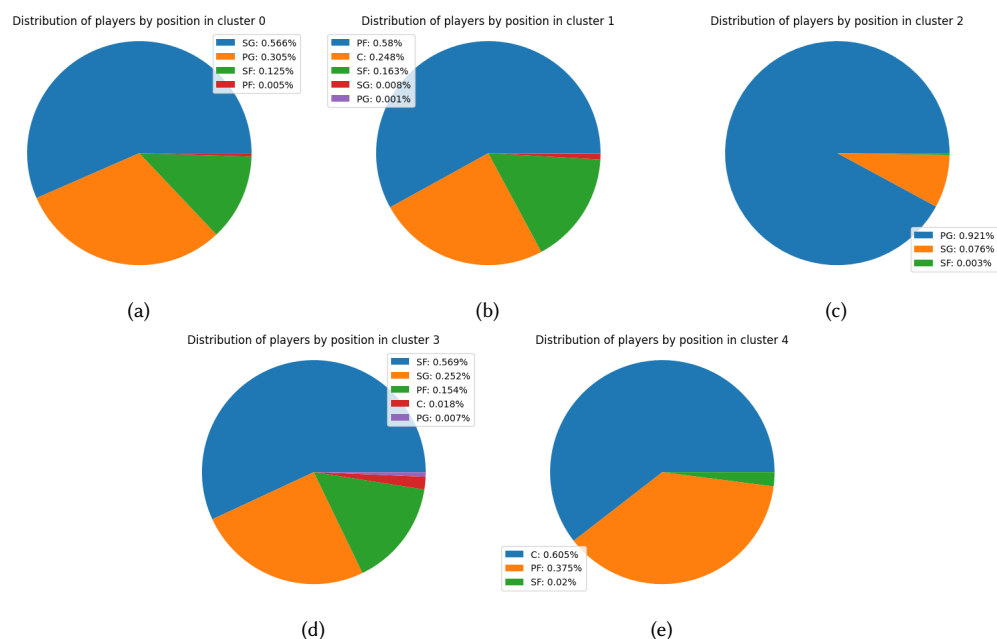 Distribution of players by position in cluster 0
SG: 0.566%
PG: 0.305%
SF: 0.125%
PF: 0.005%
(a)
Distribution of players by position in cluster 1
PF: 0.58%
C: 0.248%
SF: 0.163%
SG: 0.008%
PG: 0.001%
(b)
Distribution of players by position in cluster 2
PG: 0.921%
SG: 0.076%
SF: 0.003%
(c)
Distribution of players by position in cluster 3
SF: 0.569%
SG: 0.252%
PF: 0.154%
C: 0.018%
PG: 0.007%
(d)
Distribution of players by position in cluster 4
C: 0.605%
PF: 0.375%
SF: 0.02%
(e)